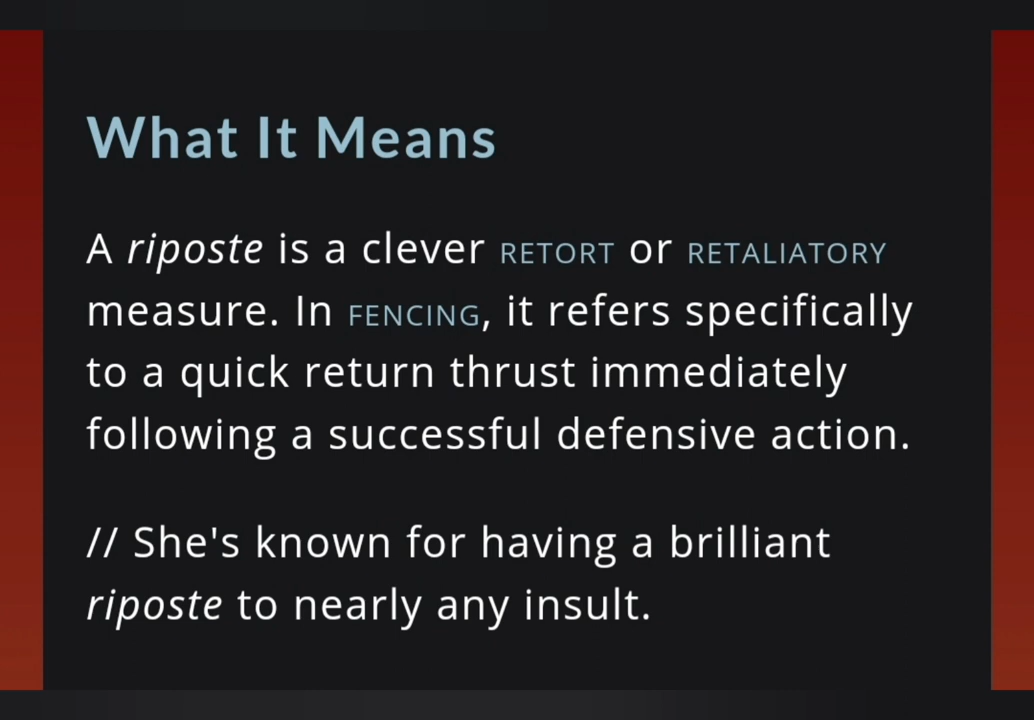 What It Means
A riposte is a clever RETORT or RETALIATORY
measure. In FENCING, it refers specifically
to a quick return thrust immediately
following a successful defensive action.
// She's known for having a brilliant
riposte to nearly any insult.